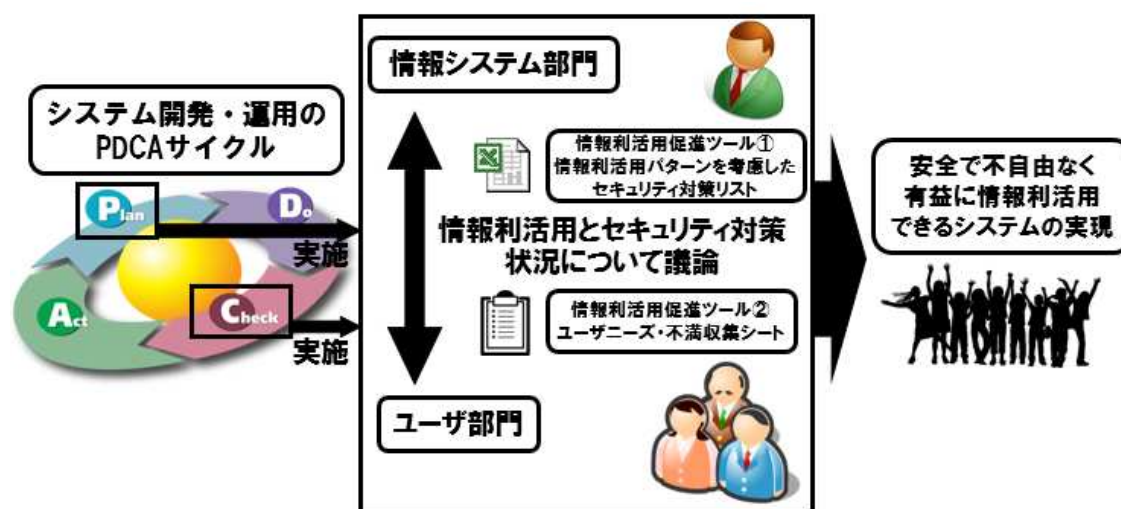 システム開発・運用の
PDCAサイクル
Plan
Do
Check
Act
実施
実施
情報システム部門
情報利活用促進ツール①
情報利活用パターンを考慮した
セキュリティ対策リスト
情報利活用とセキュリティ対策
状況について議論
情報利活用促進ツール②
ユーザニーズ・不満収集シート
ユーザ部門
安全で不自由なく
有益に情報利活用
できるシステムの実現